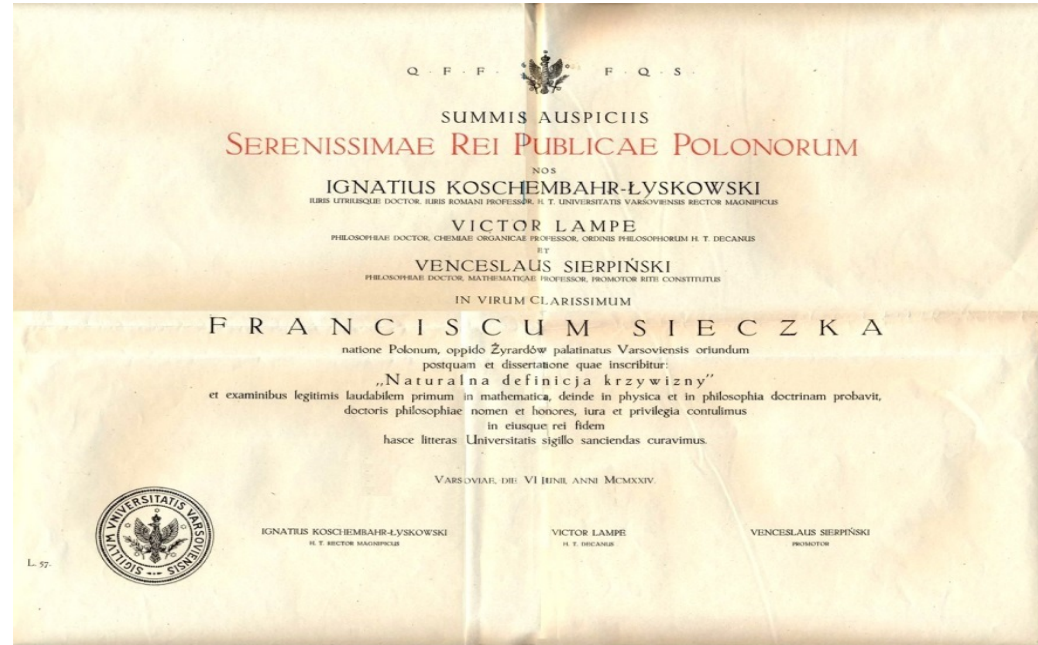 Q · F · F · F · Q · S ·
SUMMIS AUSPICIIS
SERENISSIMAE REI PUBLICAE POLONORUM
NOS
IGNATIUS KOSCHEMBAHR-ŁYSKOWSKI
IURIS UTRIUSQUE DOCTOR, IURIS ROMANI PROFESSOR, H. T. UNIVERSITATIS VARSOVIENSIS RECTOR MAGNIFICUS
VICTOR LAMPE
PHILOSOPHIAE DOCTOR, CHEMIAE ORGANICAE PROFESSOR, ORDINIS PHILOSOPHORUM H. T. DECANUS
ET
VENCESLAUS SIERPIŃSKI
PHILOSOPHIAE DOCTOR, MATHEMATICAE PROFESSOR, PROMOTOR RITE CONSTITUTUS
IN VIRUM CLARISSIMUM
FRANCISCUM SIECZKA
natione Polonum, oppido Żyrardów palatinatus Varsoviensis oriundum
postquam et dissertatione quae inscribitur:
„Naturalna definicja krzywizny"
et examinibus legitimis laudabilem primum in mathematica, deinde in physica et in philosophia doctrinam probavit,
doctoris philosophiae nomen et honores, iura et privilegia contulimus
in eiusque rei fidem
hasce litteras Universitatis sigillo sanciendas curavimus.
VARSOVIAE, DIE VI IUNII, ANNI MCMXXIV.
IGNATIUS KOSCHEMBAHR-ŁYSKOWSKI VICTOR LAMPE VENCESLAUS SIERPIŃSKI
H. T. RECTOR MAGNIFICUS H. T. DECANUS PROMOTOR
SIGILLVM VNIVERSITATIS VARSOVIENSIS
L. 57.